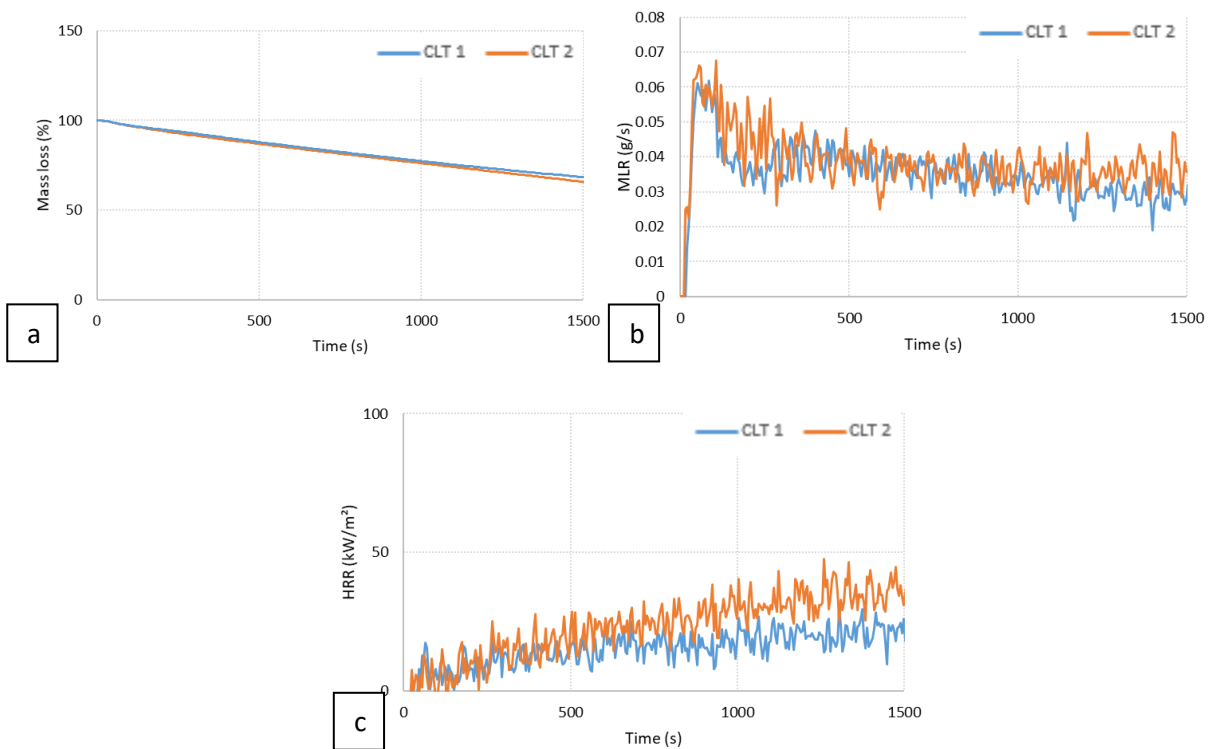 150
100
50
0
Mass loss (%)
CLT 1 CLT 2
0 500 1000 1500
Time (s)
a
0.08
0.07
0.06
0.05
0.04
0.03
0.02
0.01
0
MLR (g/s)
CLT 1 CLT 2
0 500 1000 1500
Time (s)
b
100
50
0
HRR (kW/m²)
CLT 1 CLT 2
0 500 1000 1500
Time (s)
c